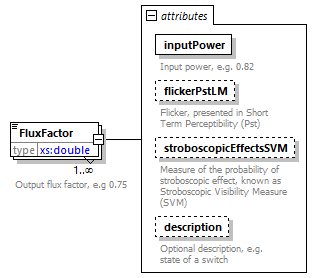 attributes
inputPower
Input power, e.g. 0.82
flickerPstLM
Flicker, presented in Short
Term Perceptibility (Pst)
FluxFactor
type xs:double
1..∞
Output flux factor, e.g 0.75
stroboscopicEffectsSVM
Measure of the probability of
stroboscopic effect, known as
Stroboscopic Visibility Measure
(SVM)
description
Optional description, e.g.
state of a switch